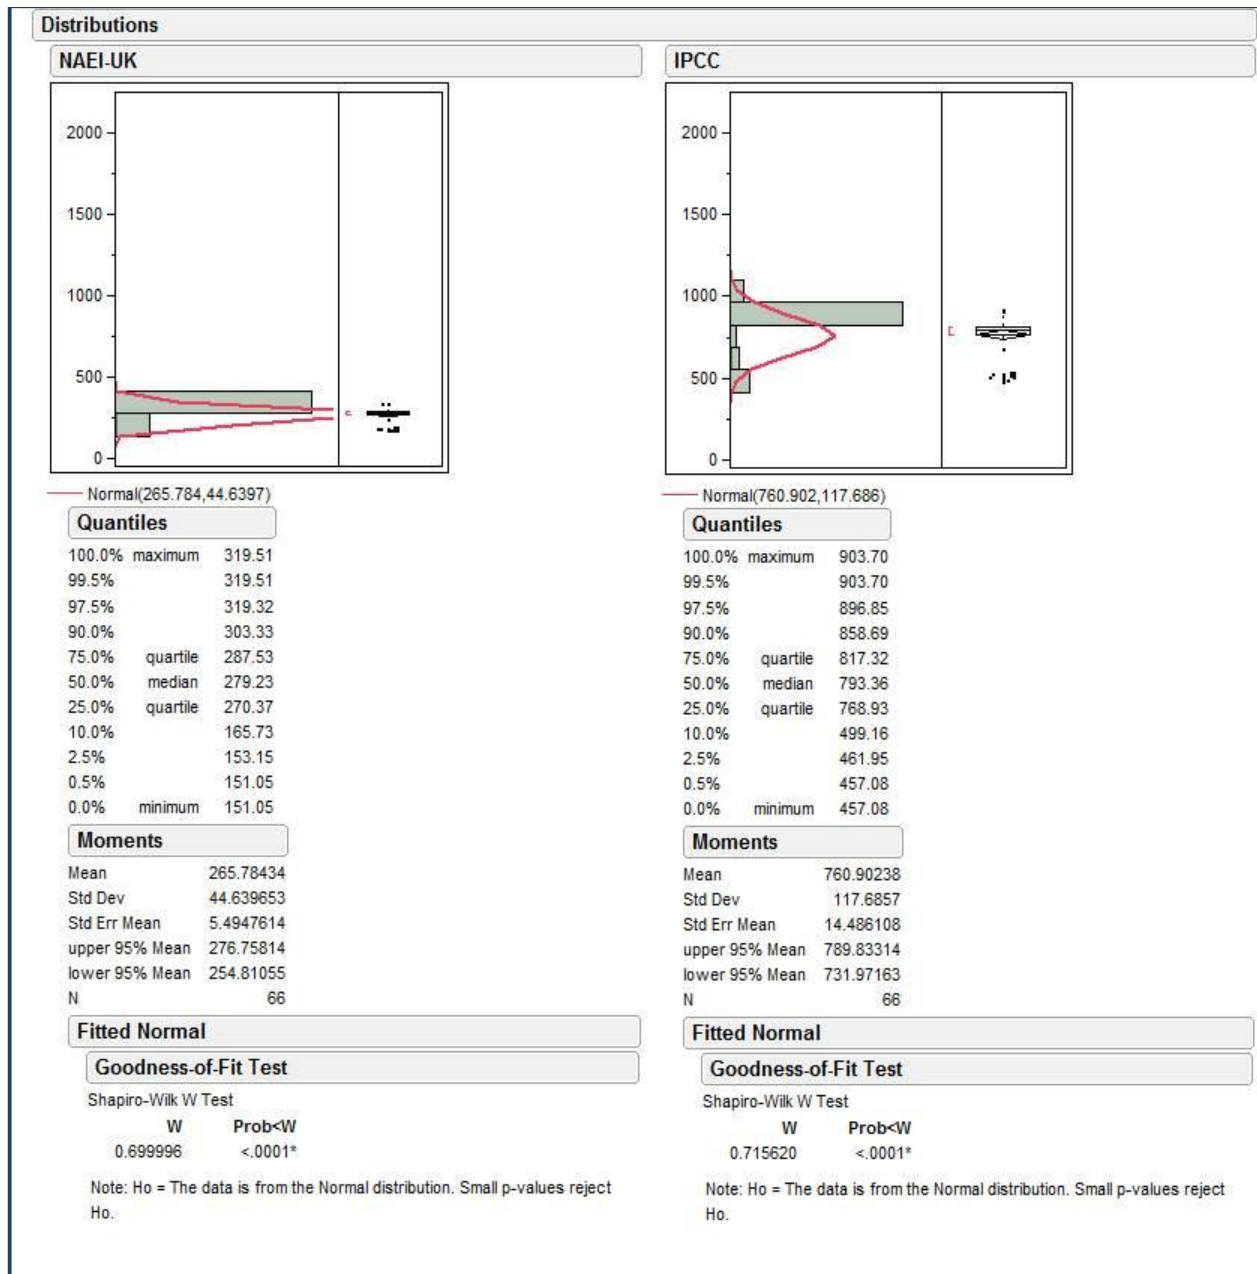 Distributions
NAEI-UK
2000
1500
1000
500
0
Normal(265.784,44.6397)
Quantiles
100.0% maximum 319.51
99.5% 319.51
97.5% 319.32
90.0% 303.33
75.0% quartile 287.53
50.0% median 279.23
25.0% quartile 270.37
10.0% 165.73
2.5% 153.15
0.5% 151.05
0.0% minimum 151.05
Moments
Mean 265.78434
Std Dev 44.639653
Std Err Mean 5.4947614
upper 95% Mean 276.75814
lower 95% Mean 254.81055
N 66
Fitted Normal
Goodness-of-Fit Test
Shapiro-Wilk W Test
W Prob<W
0.699996 <.0001*
Note: Ho = The data is from the Normal distribution. Small p-values reject
Ho.
IPCC
2000
1500
1000
500
0
Normal(760.902,117.686)
Quantiles
100.0% maximum 903.70
99.5% 903.70
97.5% 896.85
90.0% 858.69
75.0% quartile 817.32
50.0% median 793.36
25.0% quartile 768.93
10.0% 499.16
2.5% 461.95
0.5% 457.08
0.0% minimum 457.08
Moments
Mean 760.90238
Std Dev 117.6857
Std Err Mean 14.486108
upper 95% Mean 789.83314
lower 95% Mean 731.97163
N 66
Fitted Normal
Goodness-of-Fit Test
Shapiro-Wilk W Test
W Prob<W
0.715620 <.0001*
Note: Ho = The data is from the Normal distribution. Small p-values reject
Ho.